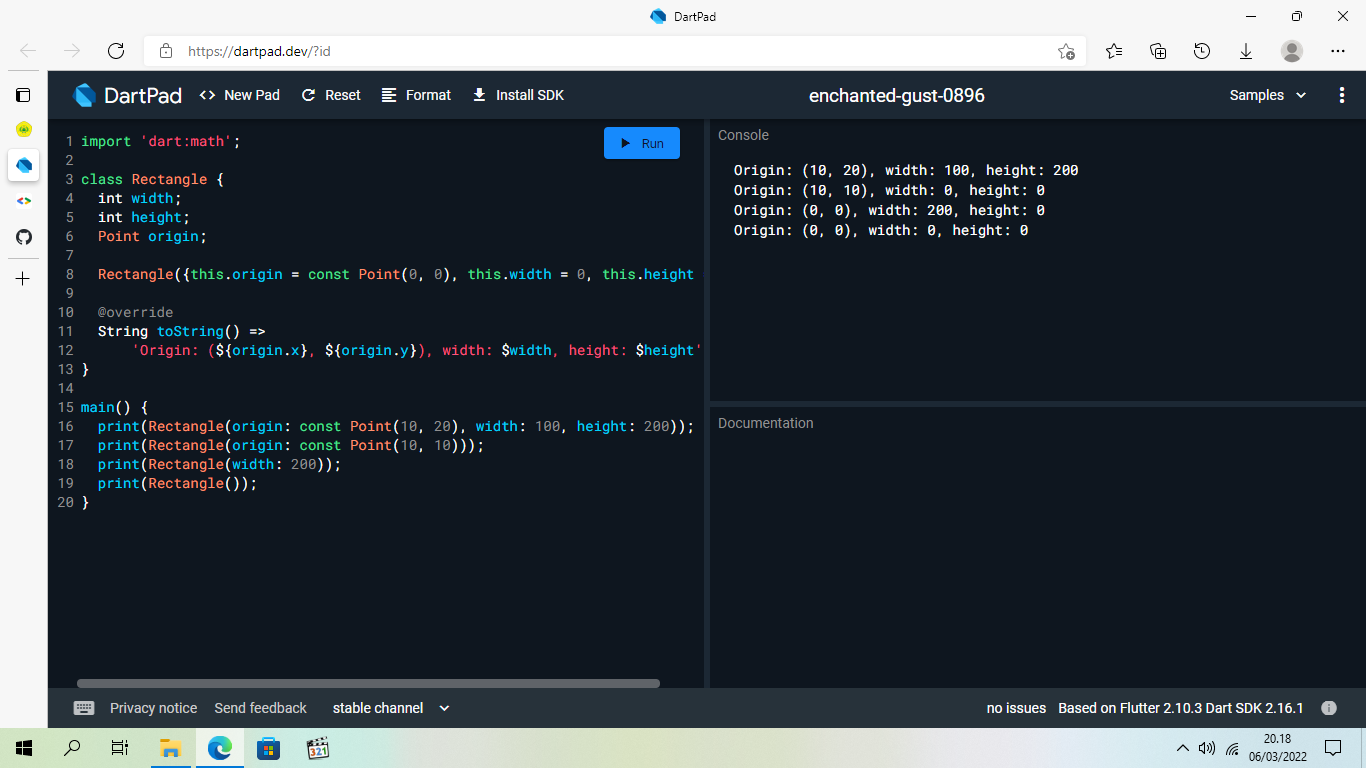 DartPad
https://dartpad.dev/?id
DartPad
<> New Pad
Reset
Format
Install SDK
enchanted-gust-0896
Samples
Run
1 import 'dart:math';
2
3 class Rectangle {
4   int width;
5   int height;
6   Point origin;
7
8   Rectangle({this.origin = const Point(0, 0), this.width = 0, this.height
9
10   @override
11   String toString() =>
12       'Origin: (${origin.x}, ${origin.y}), width: $width, height: $height'
13 }
14
15 main() {
16   print(Rectangle(origin: const Point(10, 20), width: 100, height: 200));
17   print(Rectangle(origin: const Point(10, 10)));
18   print(Rectangle(width: 200));
19   print(Rectangle());
20 }
Console
Origin: (10, 20), width: 100, height: 200
Origin: (10, 10), width: 0, height: 0
Origin: (0, 0), width: 200, height: 0
Origin: (0, 0), width: 0, height: 0
Documentation
Privacy notice
Send feedback
stable channel
no issues
Based on Flutter 2.10.3 Dart SDK 2.16.1
321
20.18
06/03/2022